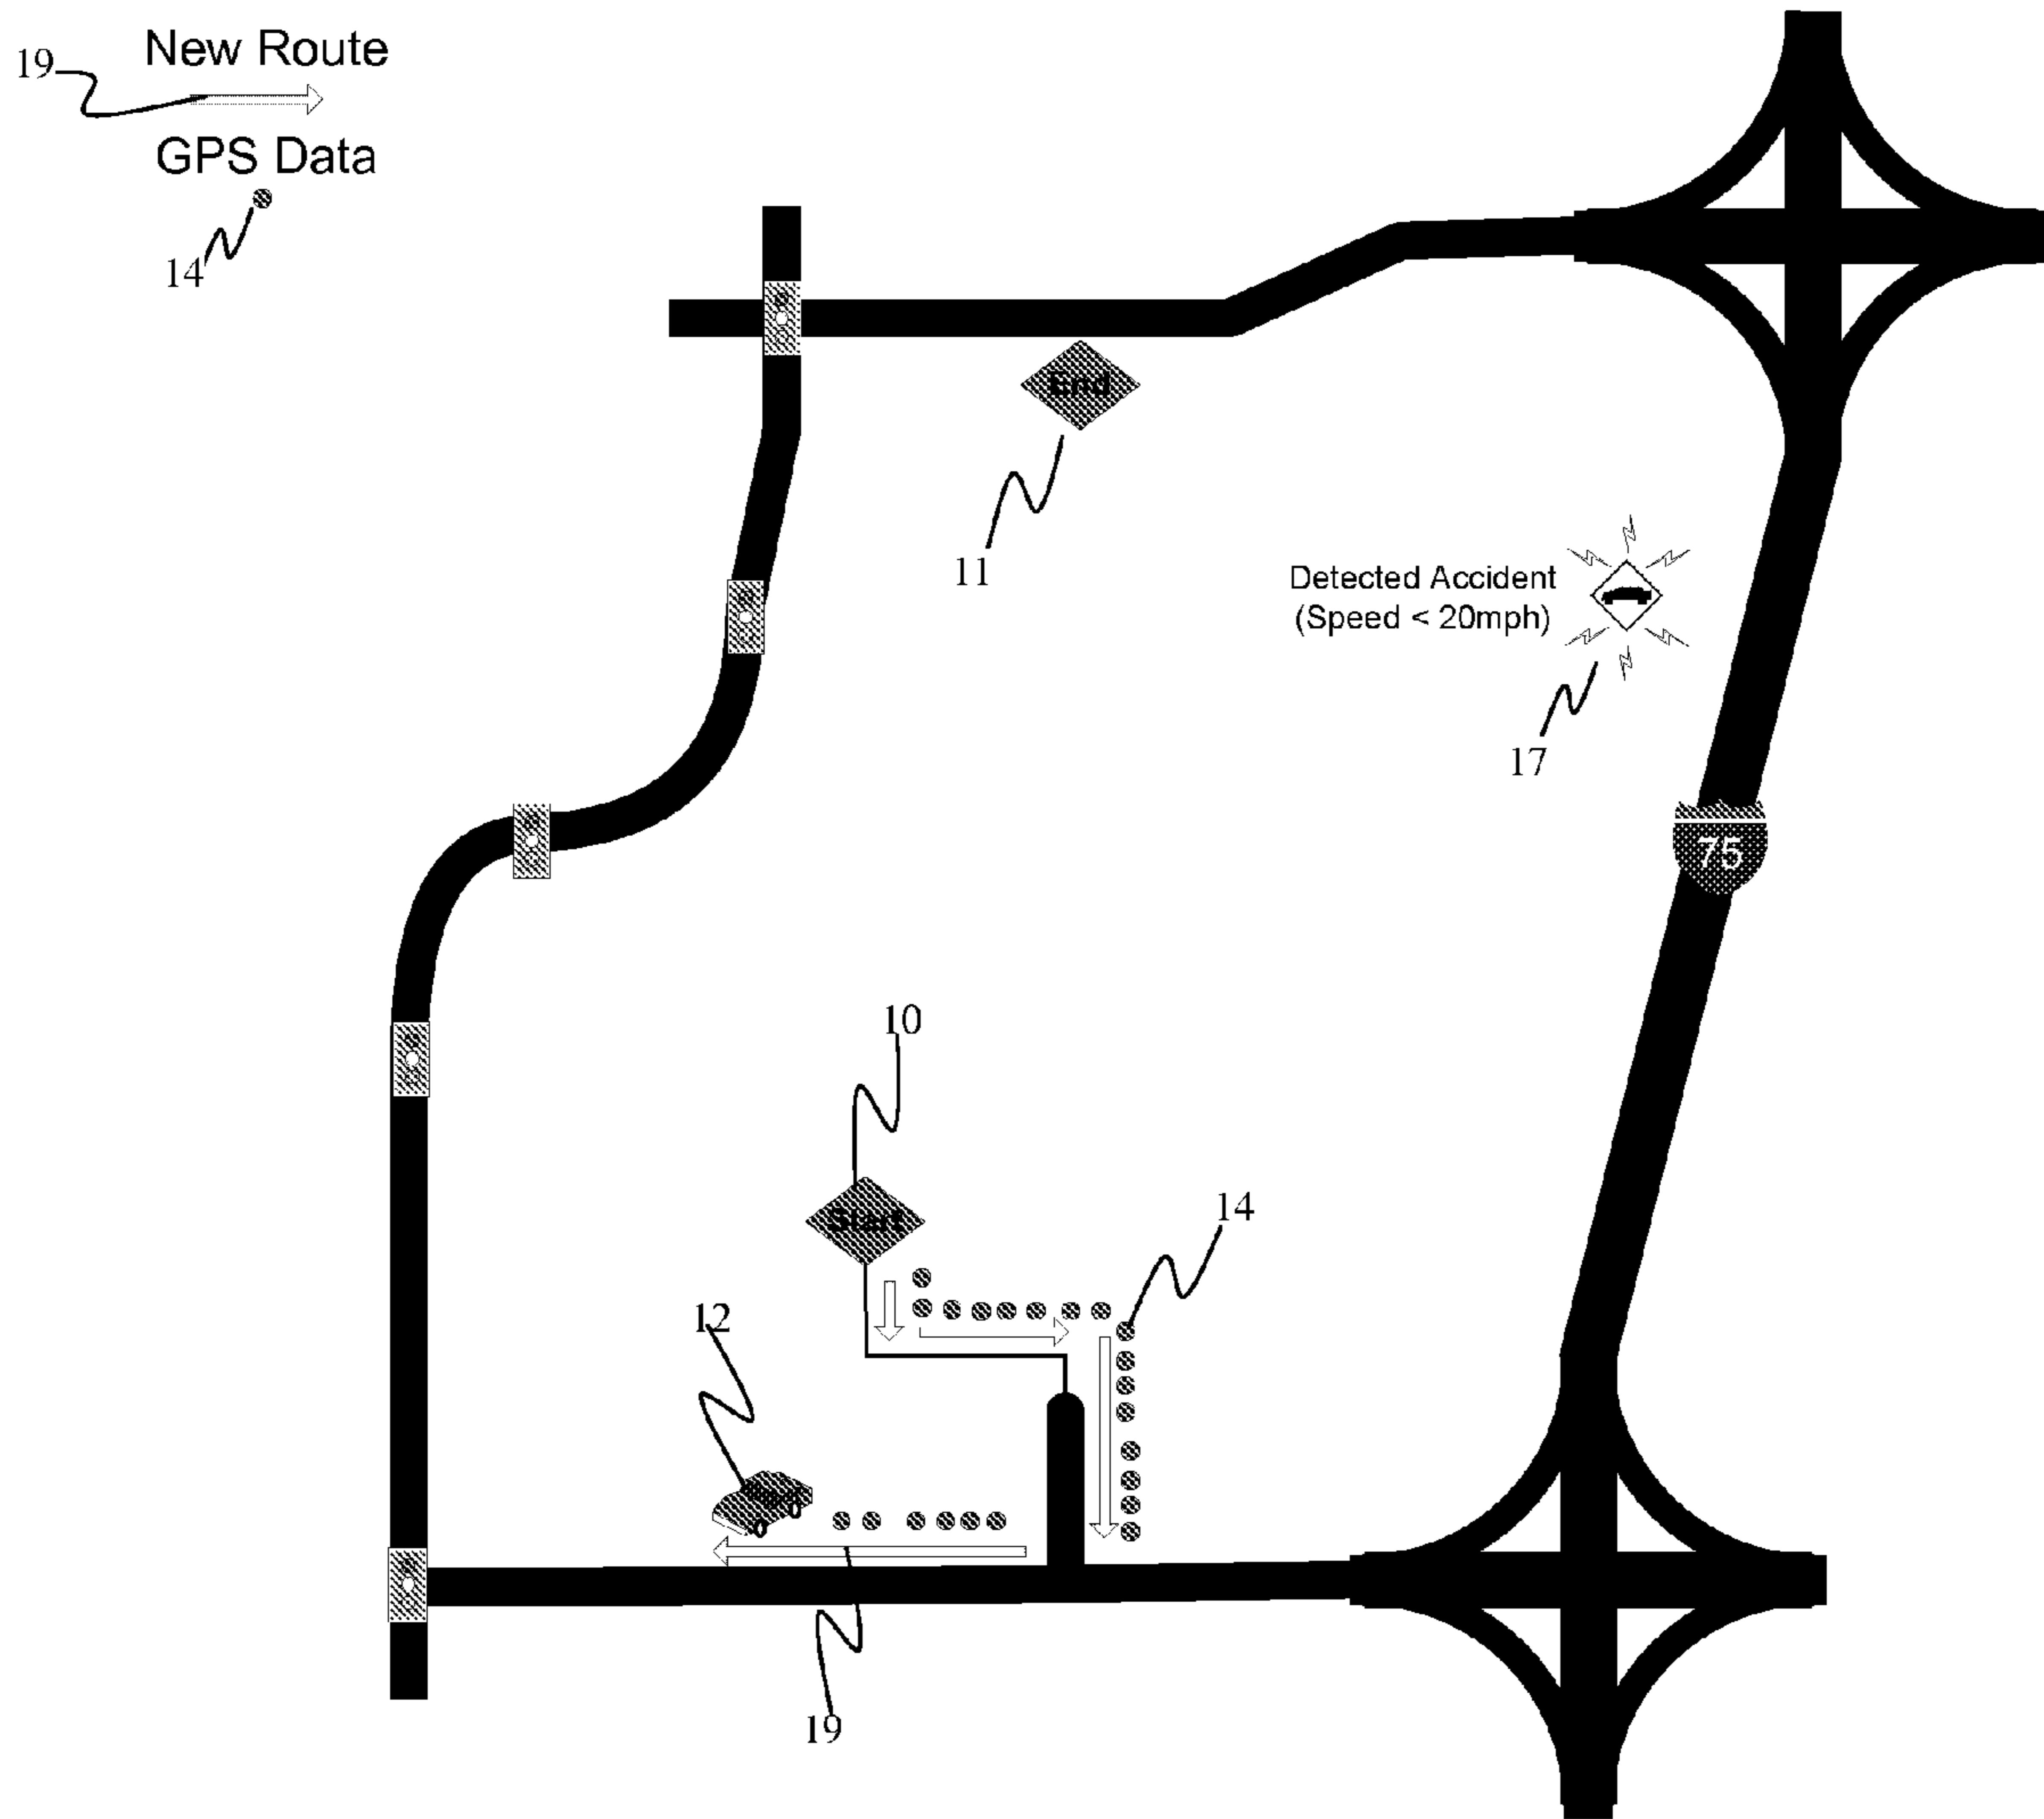 19
New Route
GPS Data
14
End
11
Detected Accident
(Speed < 20mph)
17
75
10
Start
14
12
19